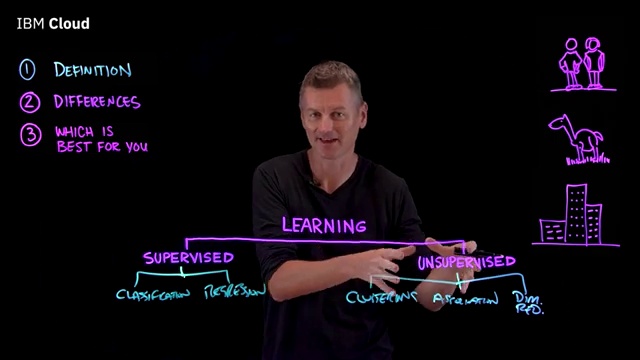 IBM Cloud
1 DEFINITION
2 DIFFERENCES
3 WHICH IS
BEST FOR YOU
LEARNING
SUPERVISED
UNSUPERVISED
CLASSIFICATION
REGRESSION
CLUSTERING
ASSOCIATION
DIM.
RED.